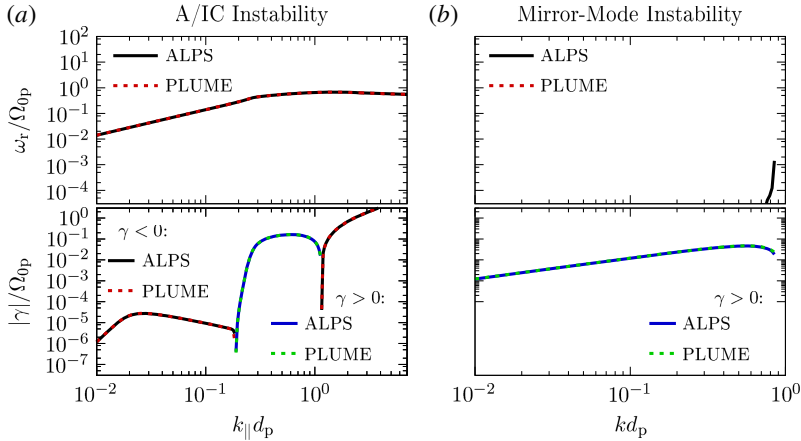 (a) A/IC Instability
(b) Mirror-Mode Instability
ωr/Ω0p
10^2
10^1
10^0
10^-1
10^-2
10^-3
10^-4
ALPS
PLUME
ALPS
PLUME
|γ|/Ω0p
10^0
10^-1
10^-2
10^-3
10^-4
10^-5
10^-6
10^-7
γ < 0:
ALPS
PLUME
γ > 0:
ALPS
PLUME
γ > 0:
ALPS
PLUME
10^-2 10^-1 10^0
k∥dp
10^-2 10^-1 10^0
kdp